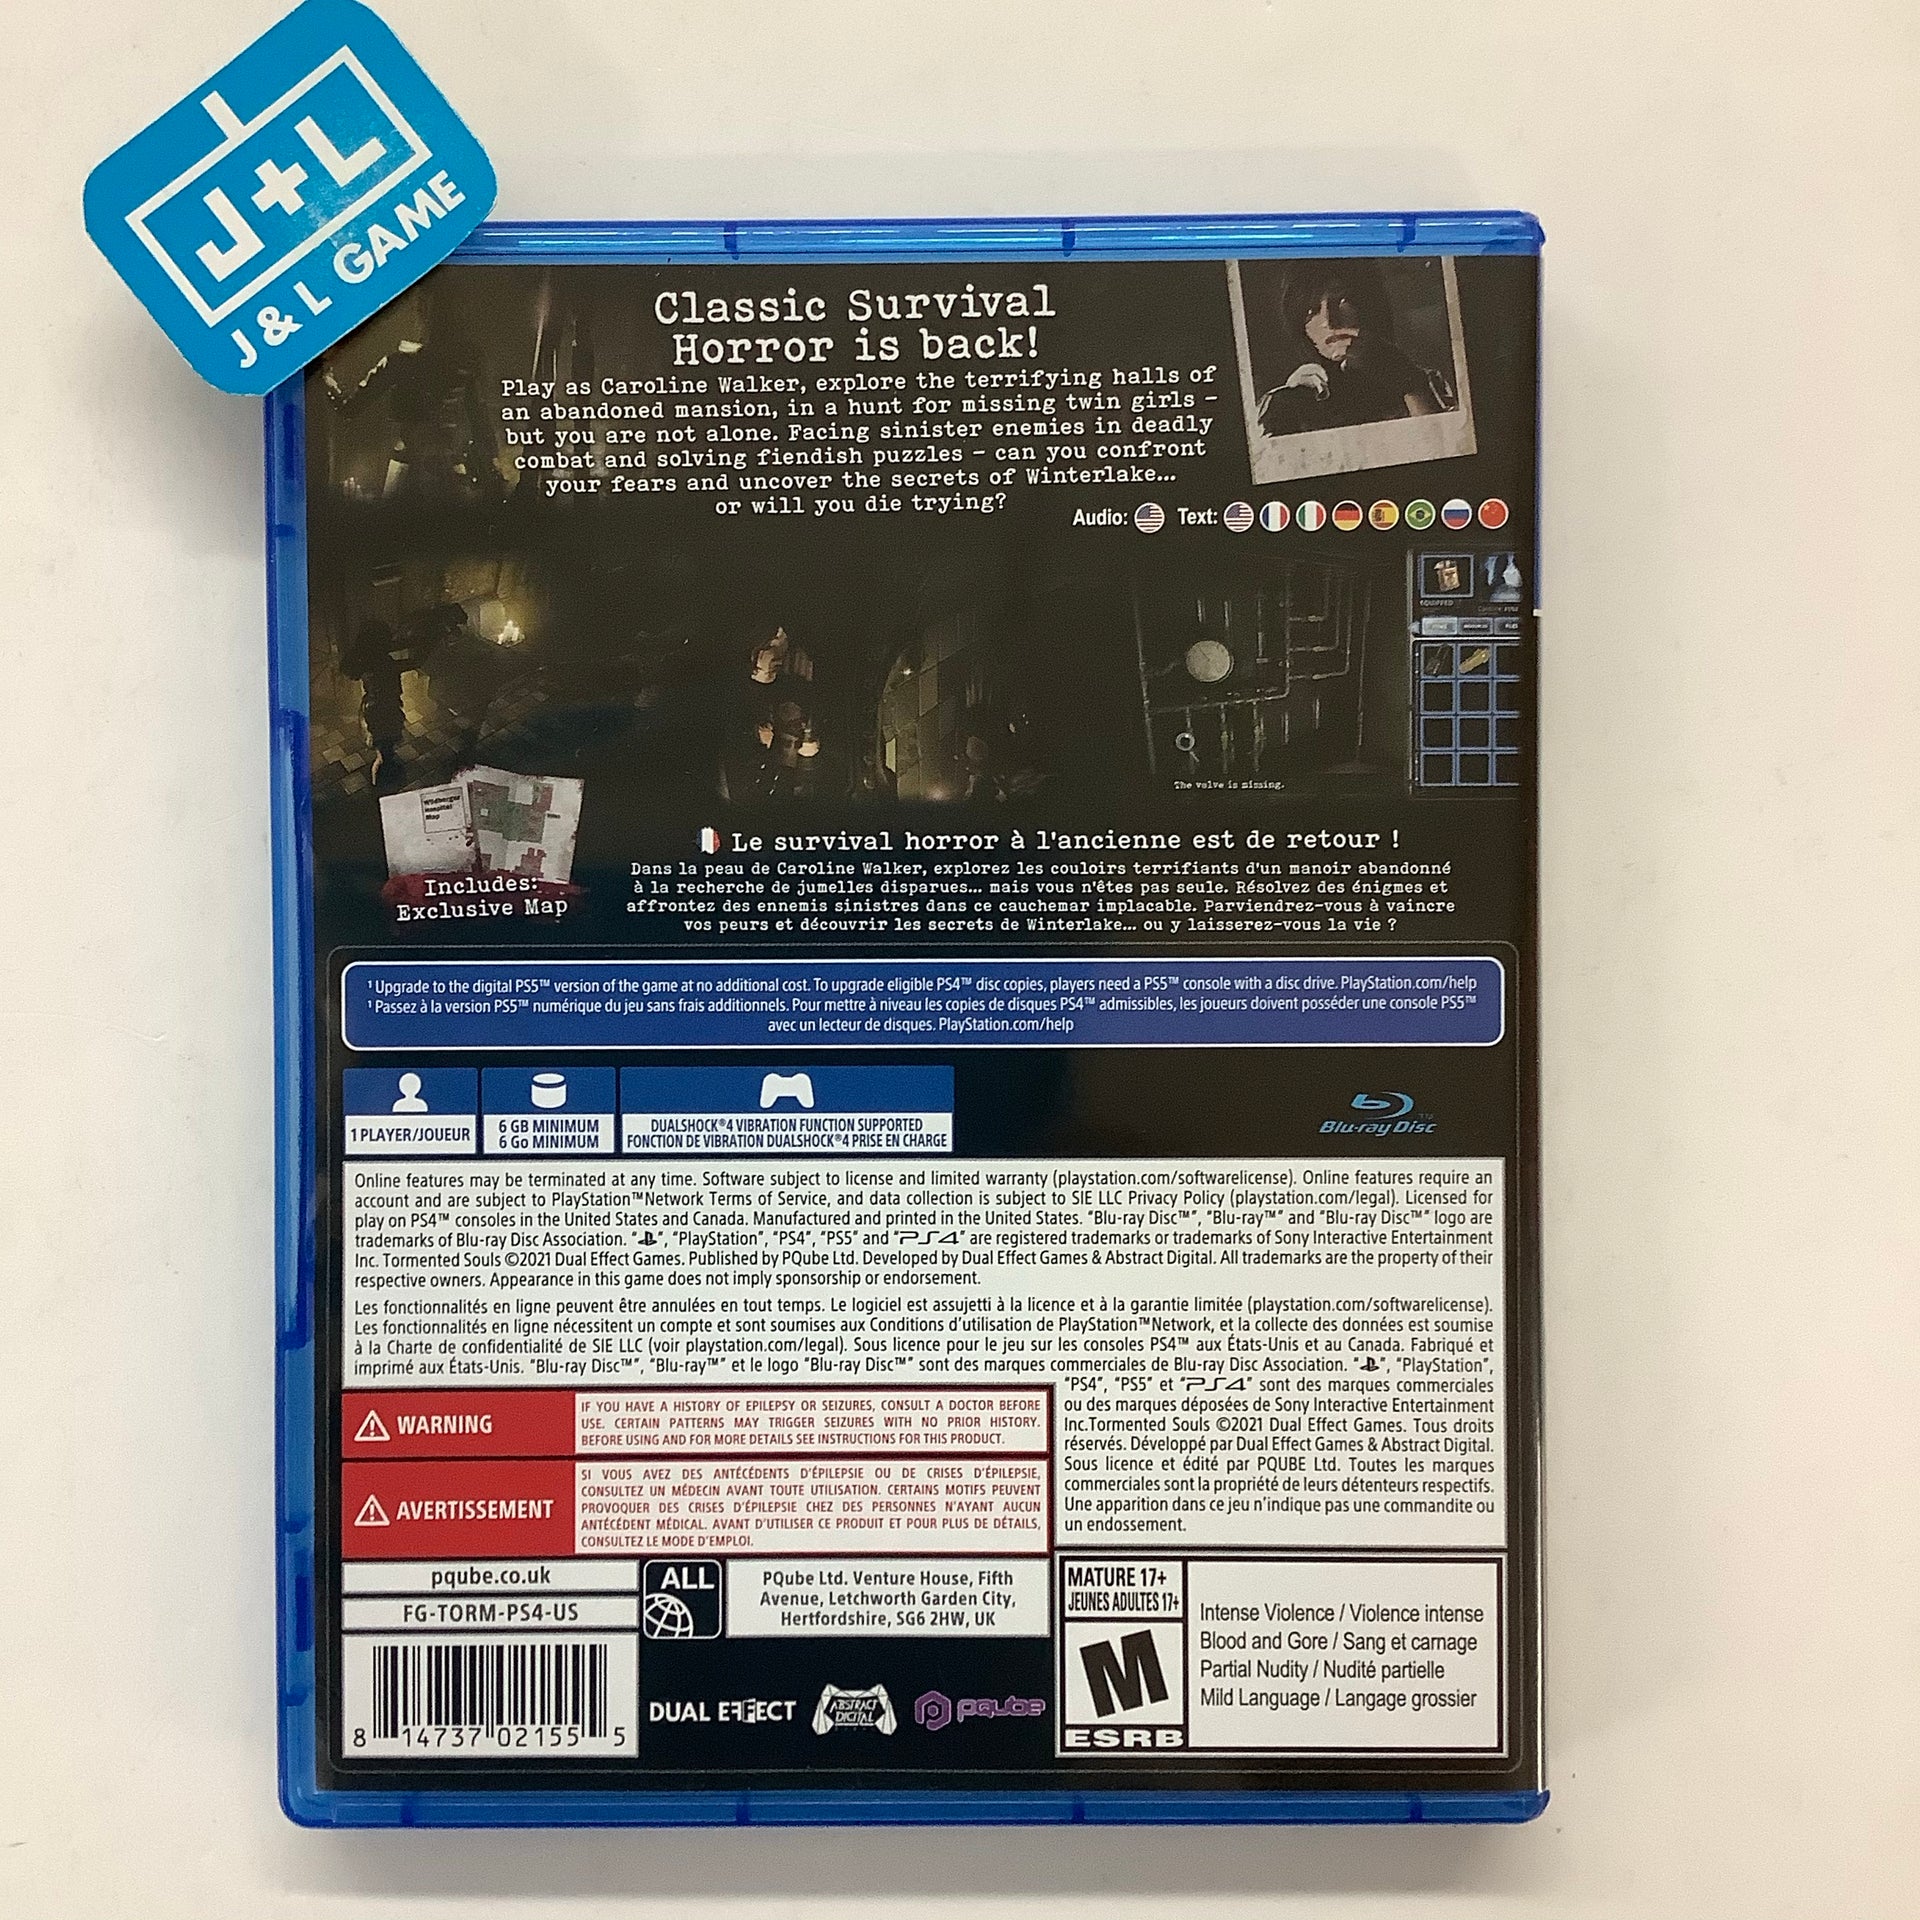 J+L
J & L GAME
Classic Survival
Horror is back!
Play as Caroline Walker, explore the terrifying halls of
an abandoned mansion, in a hunt for missing twin girls –
but you are not alone. Facing sinister enemies in deadly
combat and solving fiendish puzzles – can you confront
your fears and uncover the secrets of Winterlake...
or will you die trying?
Audio: Text:
EQUIPPED
The valve is missing.
Wildberger
Hospital
Map
Includes:
Exclusive Map
Le survival horror à l'ancienne est de retour !
Dans la peau de Caroline Walker, explorez les couloirs terrifiants d'un manoir abandonné
à la recherche de jumelles disparues... mais vous n'êtes pas seule. Résolvez des énigmes et
affrontez des ennemis sinistres dans ce cauchemar implacable. Parviendrez-vous à vaincre
vos peurs et découvrir les secrets de Winterlake... ou y laisserez-vous la vie ?
¹ Upgrade to the digital PS5™ version of the game at no additional cost. To upgrade eligible PS4™ disc copies, players need a PS5™ console with a disc drive. PlayStation.com/help
¹ Passez à la version PS5™ numérique du jeu sans frais additionnels. Pour mettre à niveau les copies de disques PS4™ admissibles, les joueurs doivent posséder une console PS5™
avec un lecteur de disques. PlayStation.com/help
1 PLAYER/JOUEUR
6 GB MINIMUM
6 Go MINIMUM
DUALSHOCK®4 VIBRATION FUNCTION SUPPORTED
FONCTION DE VIBRATION DUALSHOCK®4 PRISE EN CHARGE
Blu-ray Disc™
Online features may be terminated at any time. Software subject to license and limited warranty (playstation.com/softwarelicense). Online features require an
account and are subject to PlayStation™Network Terms of Service, and data collection is subject to SIE LLC Privacy Policy (playstation.com/legal). Licensed for
play on PS4™ consoles in the United States and Canada. Manufactured and printed in the United States. "Blu-ray Disc™", "Blu-ray™" and "Blu-ray Disc™" logo are
trademarks of Blu-ray Disc Association. "PS", "PlayStation", "PS4", "PS5" and "PS4" are registered trademarks or trademarks of Sony Interactive Entertainment
Inc. Tormented Souls ©2021 Dual Effect Games. Published by PQube Ltd. Developed by Dual Effect Games & Abstract Digital. All trademarks are the property of their
respective owners. Appearance in this game does not imply sponsorship or endorsement.
Les fonctionnalités en ligne peuvent être annulées en tout temps. Le logiciel est assujetti à la licence et à la garantie limitée (playstation.com/softwarelicense).
Les fonctionnalités en ligne nécessitent un compte et sont soumises aux Conditions d'utilisation de PlayStation™Network, et la collecte des données est soumise
à la Charte de confidentialité de SIE LLC (voir playstation.com/legal). Sous licence pour le jeu sur les consoles PS4™ aux États-Unis et au Canada. Fabriqué et
imprimé aux États-Unis. "Blu-ray Disc™", "Blu-ray™" et le logo "Blu-ray Disc™" sont des marques commerciales de Blu-ray Disc Association. "PS", "PlayStation",
"PS4", "PS5" et "PS4" sont des marques commerciales
ou des marques déposées de Sony Interactive Entertainment
Inc.Tormented Souls ©2021 Dual Effect Games. Tous droits
réservés. Développé par Dual Effect Games & Abstract Digital.
Sous licence et édité par PQUBE Ltd. Toutes les marques
commerciales sont la propriété de leurs détenteurs respectifs.
Une apparition dans ce jeu n'indique pas une commandite ou
un endossement.
WARNING
IF YOU HAVE A HISTORY OF EPILEPSY OR SEIZURES, CONSULT A DOCTOR BEFORE
USE. CERTAIN PATTERNS MAY TRIGGER SEIZURES WITH NO PRIOR HISTORY.
BEFORE USING AND FOR MORE DETAILS SEE INSTRUCTIONS FOR THIS PRODUCT.
AVERTISSEMENT
SI VOUS AVEZ DES ANTÉCÉDENTS D'ÉPILEPSIE OU DE CRISES D'ÉPILEPSIE,
CONSULTEZ UN MÉDECIN AVANT TOUTE UTILISATION. CERTAINS MOTIFS PEUVENT
PROVOQUER DES CRISES D'ÉPILEPSIE CHEZ DES PERSONNES N'AYANT AUCUN
ANTÉCÉDENT MÉDICAL. AVANT D'UTILISER CE PRODUIT ET POUR PLUS DE DÉTAILS,
CONSULTEZ LE MODE D'EMPLOI.
pqube.co.uk
FG-TORM-PS4-US
ALL
PQube Ltd. Venture House, Fifth
Avenue, Letchworth Garden City,
Hertfordshire, SG6 2HW, UK
8 14737 02155 5
DUAL EFFECT
ABSTRACT
DIGITAL
pqube
MATURE 17+
JEUNES ADULTES 17+
M
ESRB
Intense Violence / Violence intense
Blood and Gore / Sang et carnage
Partial Nudity / Nudité partielle
Mild Language / Langage grossier